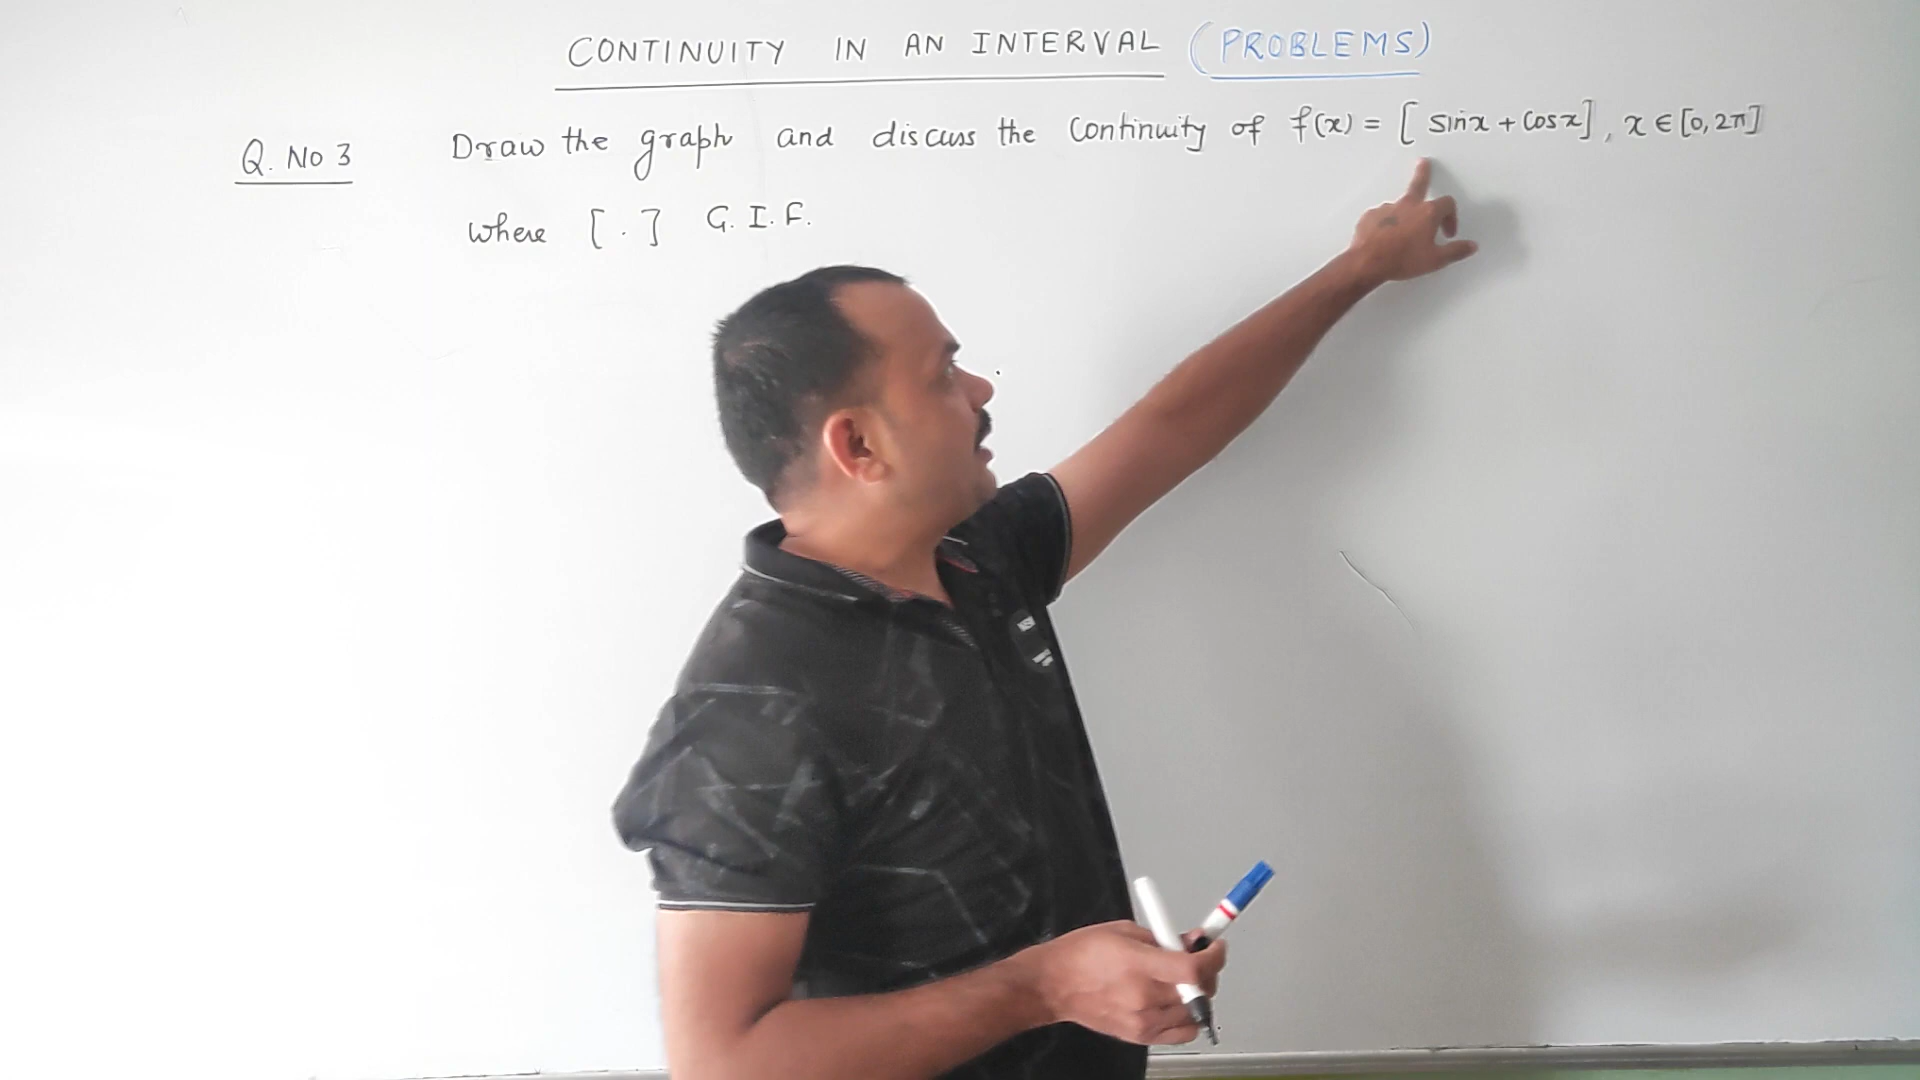 CONTINUITY IN AN INTERVAL (PROBLEMS)
Q. No 3 Draw the graph and discuss the Continuity of f(x) = [sinx + cosx], x ∈ [0, 2π]
where [.] G.I.F.